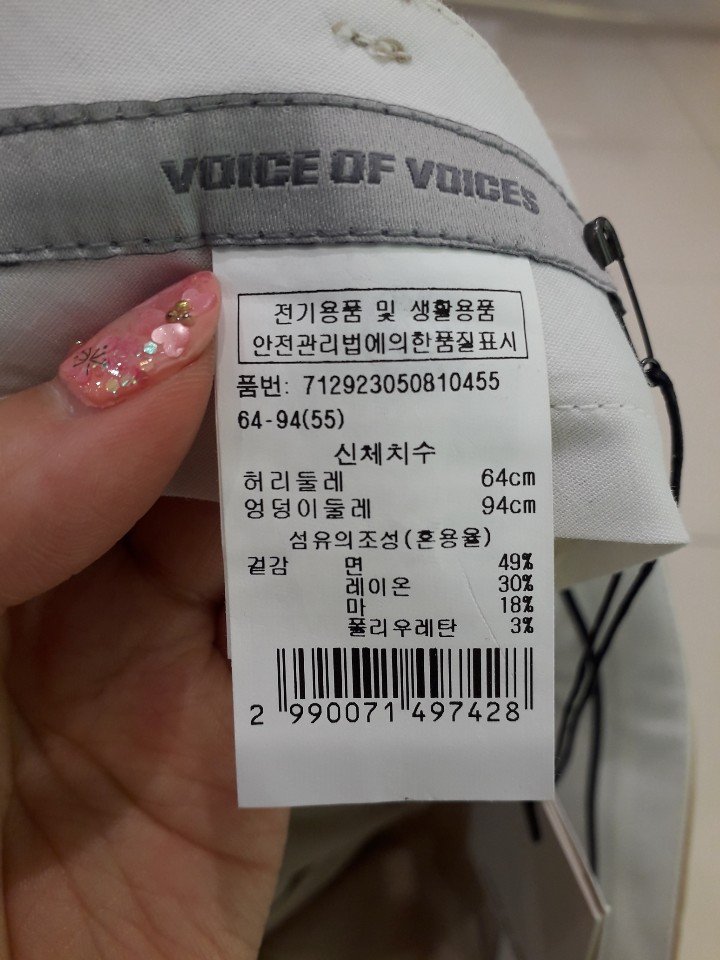 VOICE OF VOICES
전기용품 및 생활용품
안전관리법에의한품질표시
품번: 712923050810455
64-94(55)
신체치수
허리둘레 64cm
엉덩이둘레 94cm
섬유의조성(혼용율)
겉감 면 49%
레이온 30%
마 18%
폴리우레탄 3%
2 990071 497428